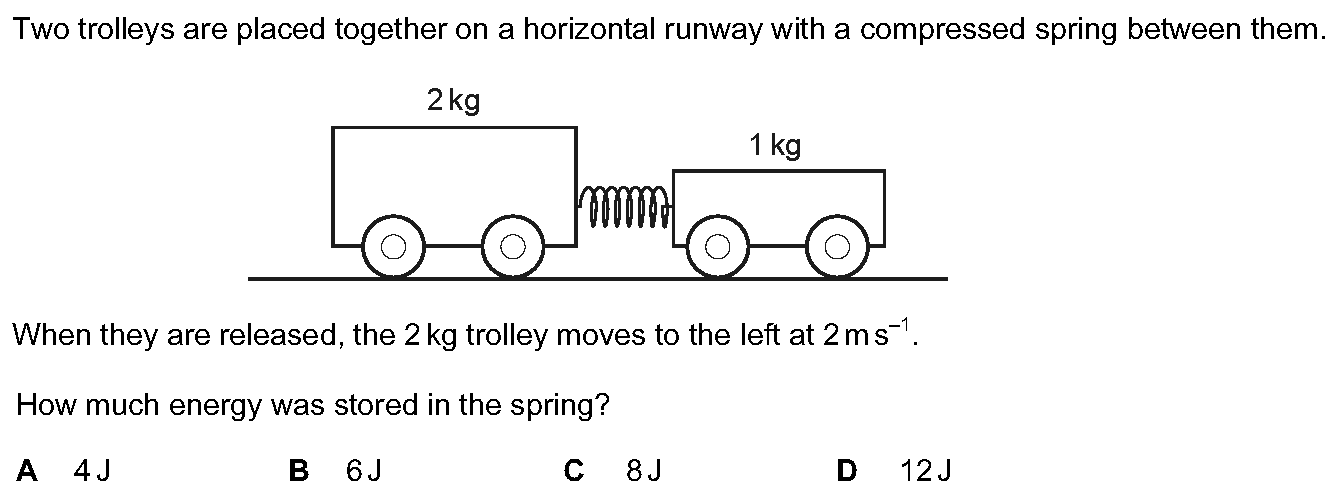 Two trolleys are placed together on a horizontal runway with a compressed spring between them.
2 kg
1 kg
When they are released, the 2 kg trolley moves to the left at 2 m s⁻¹.
How much energy was stored in the spring?
A 4 J B 6 J C 8 J D 12 J